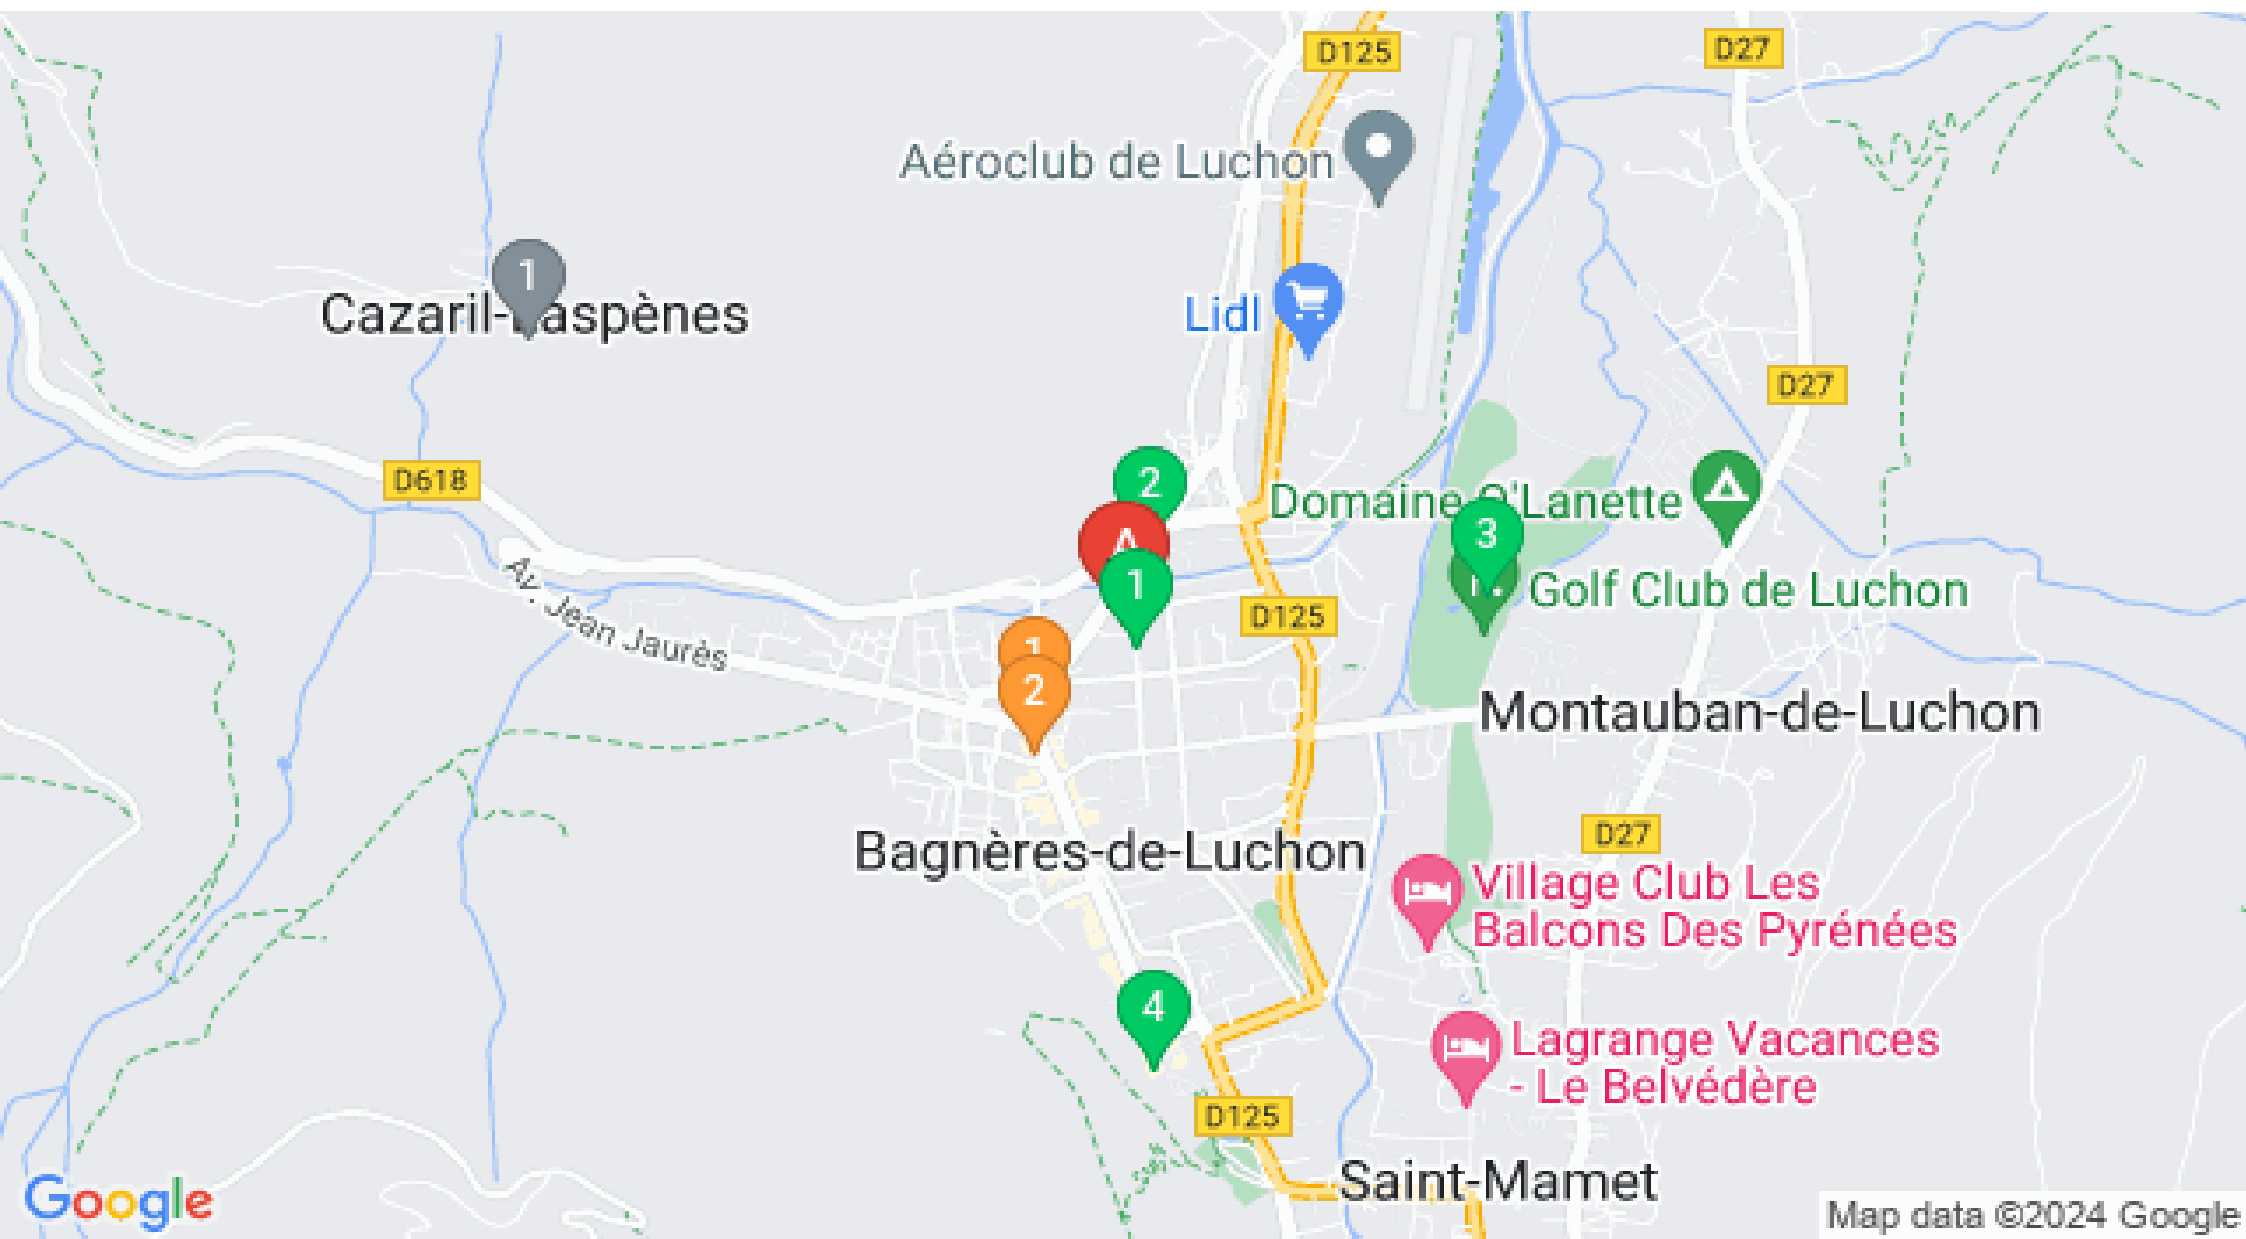 D125
D27
Aéroclub de Luchon
1
Cazaril-Laspènes
Lidl
D27
D618
2
Domaine O'Lanette
A
3
1
Golf Club de Luchon
Av. Jean Jaurès
D125
1
2
Montauban-de-Luchon
Bagnères-de-Luchon
D27
Village Club Les
Balcons Des Pyrénées
4
Lagrange Vacances
- Le Belvédère
D125
Saint-Mamet
Google
Map data ©2024 Google